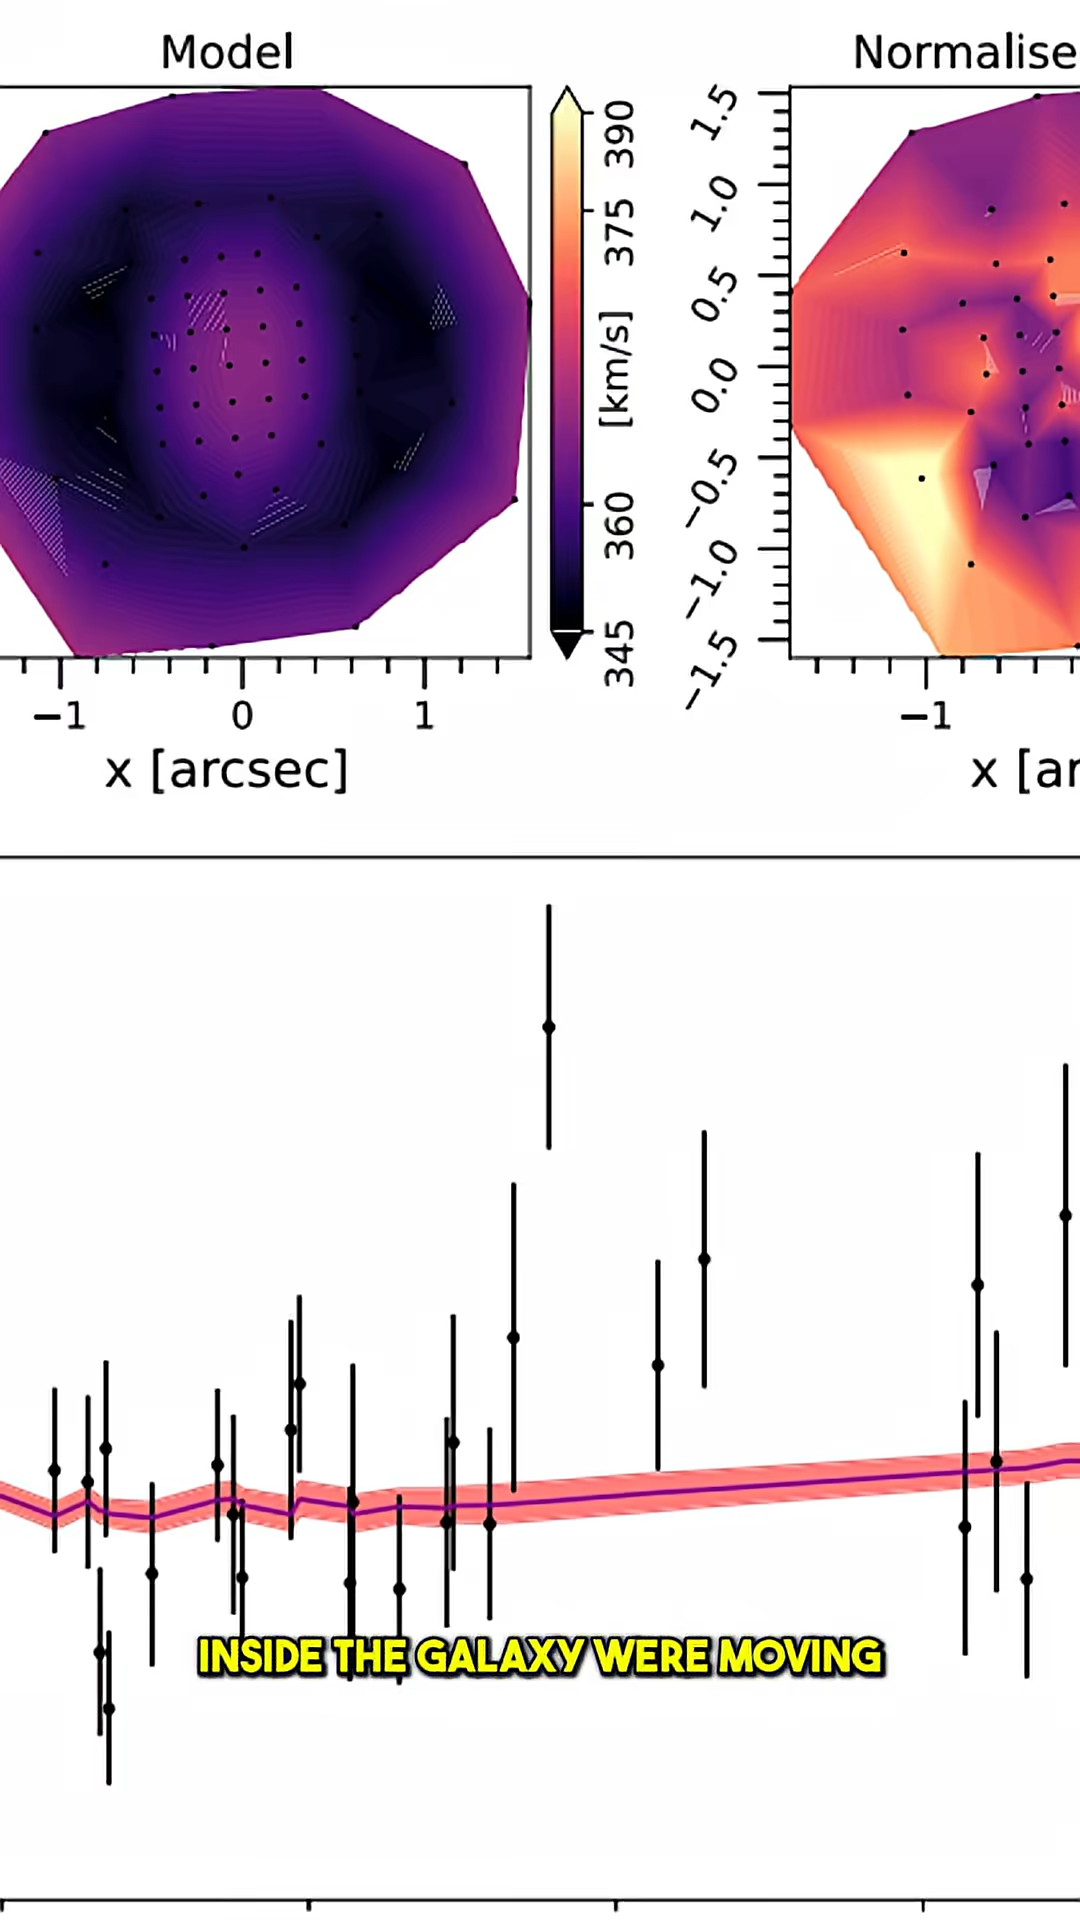 Model
Normalise
390
375
[km/s]
360
345
1.5
1.0
0.5
0.0
−0.5
−1.0
−1.5
−1 0 1
−1
x [arcsec]
x [ar
INSIDE THE GALAXY WERE MOVING